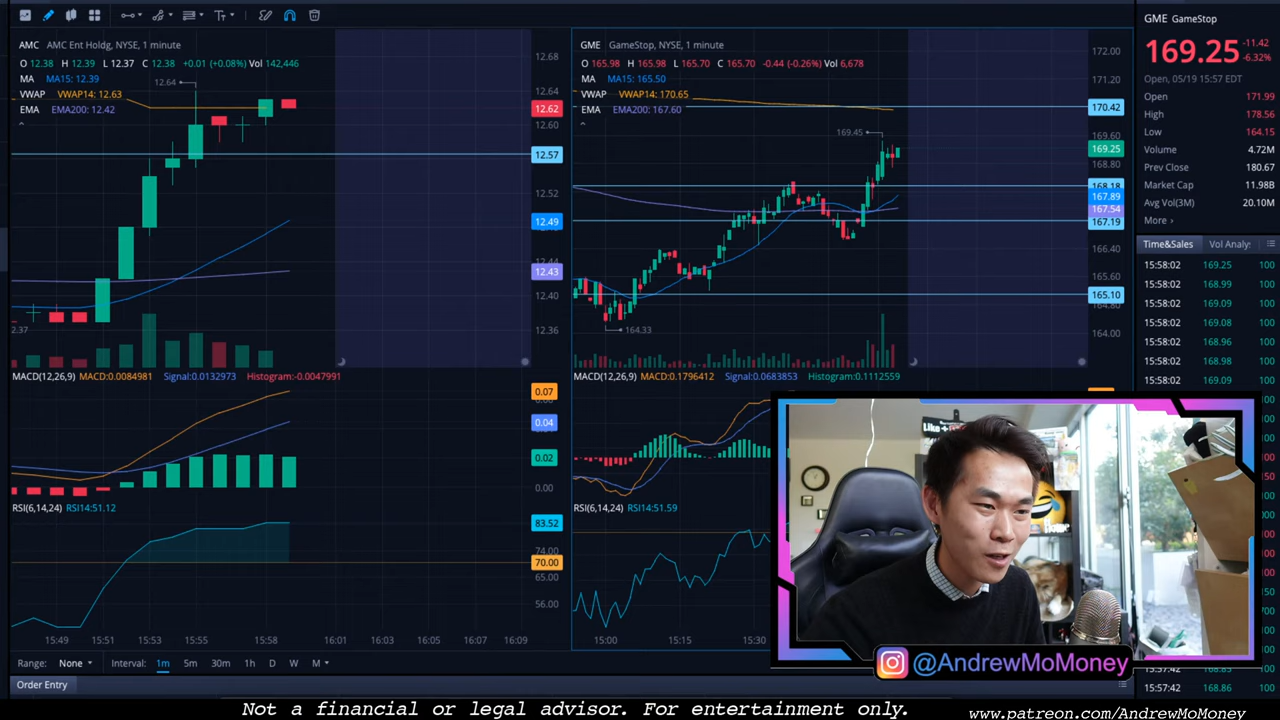 AMC AMC Ent Holdg, NYSE, 1 minute
O 12.38 H 12.39 L 12.37 C 12.38 +0.01 (+0.08%) Vol 142,446
MA MA15: 12.39
VWAP VWAP14: 12.63
EMA EMA200: 12.42
12.64
12.37
12.68
12.64
12.62
12.60
12.57
12.52
12.49
12.44
12.43
12.40
12.36
MACD(12,26,9) MACD:0.0084981 Signal:0.0132973 Histogram:-0.0047991
0.07
0.04
0.02
0.00
RSI(6,14,24) RSI14:51.12
83.52
74.00
70.00
65.00
56.00
15:49 15:51 15:53 15:55 15:58 16:01 16:03 16:05 16:07 16:09
GME GameStop, NYSE, 1 minute
O 165.98 H 165.98 L 165.70 C 165.70 -0.44 (-0.26%) Vol 6,678
MA MA15: 165.50
VWAP VWAP14: 170.65
EMA EMA200: 167.60
169.45
164.33
172.00
171.20
170.42
169.60
169.25
168.80
168.18
167.89
167.54
167.19
166.40
165.60
165.10
164.80
164.00
MACD(12,26,9) MACD:0.1796412 Signal:0.0683853 Histogram:0.1112559
RSI(6,14,24) RSI14:51.59
15:00 15:15 15:30
GME GameStop
169.25 -11.42
-6.32%
Open, 05/19 15:57 EDT
Open 171.99
High 178.56
Low 164.15
Volume 4.72M
Prev Close 180.67
Market Cap 11.98B
Avg Vol(3M) 20.10M
More ›
Time&Sales Vol Analy:
15:58:02 169.25 100
15:58:02 168.99 100
15:58:02 169.09 100
15:58:02 169.08 100
15:58:02 168.96 100
15:58:02 168.98 100
15:58:02 169.09 100
15:57:42 168.86 100
Like +
@AndrewMoMoney
Range: None Interval: 1m 5m 30m 1h D W M
Order Entry
Not a financial or legal advisor. For entertainment only.
www.patreon.com/AndrewMoMoney